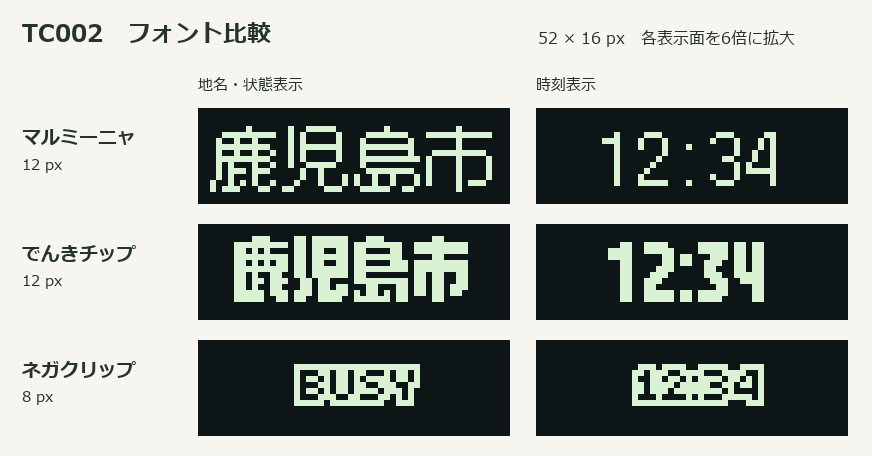 TC002　フォント比較
52 × 16 px　各表示面を6倍に拡大
地名・状態表示
時刻表示
マルミーニャ
12 px
鹿児島市
12:34
でんきチップ
12 px
鹿児島市
12:34
ネガクリップ
8 px
BUSY
12:34